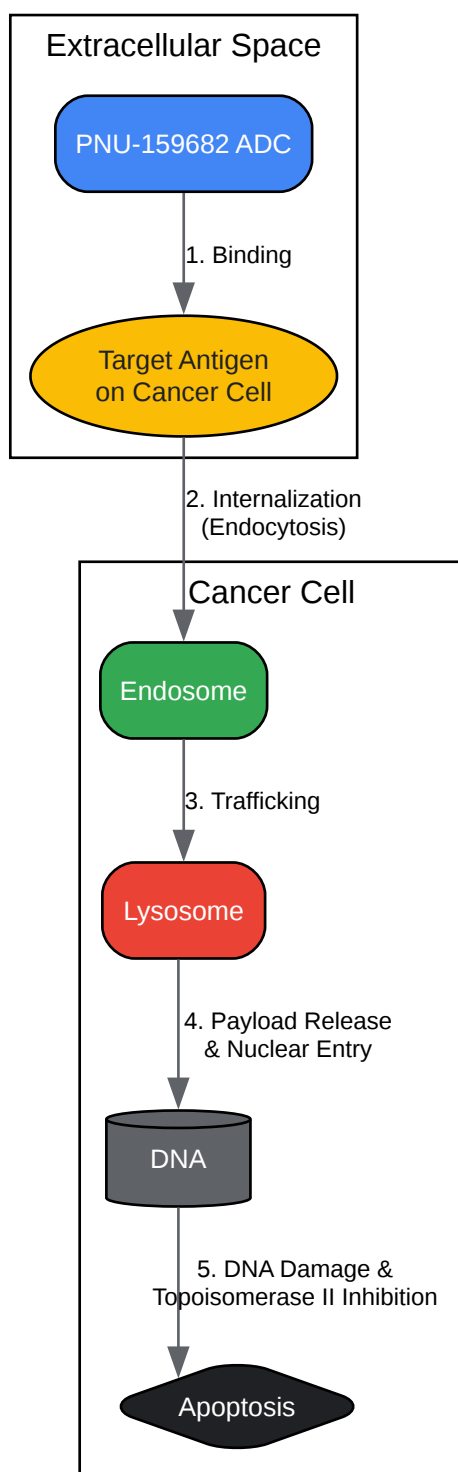 Extracellular Space
PNU-159682 ADC
1. Binding
Target Antigen
on Cancer Cell
2. Internalization
(Endocytosis)
Cancer Cell
Endosome
3. Trafficking
Lysosome
4. Payload Release
& Nuclear Entry
DNA
5. DNA Damage &
Topoisomerase II Inhibition
Apoptosis